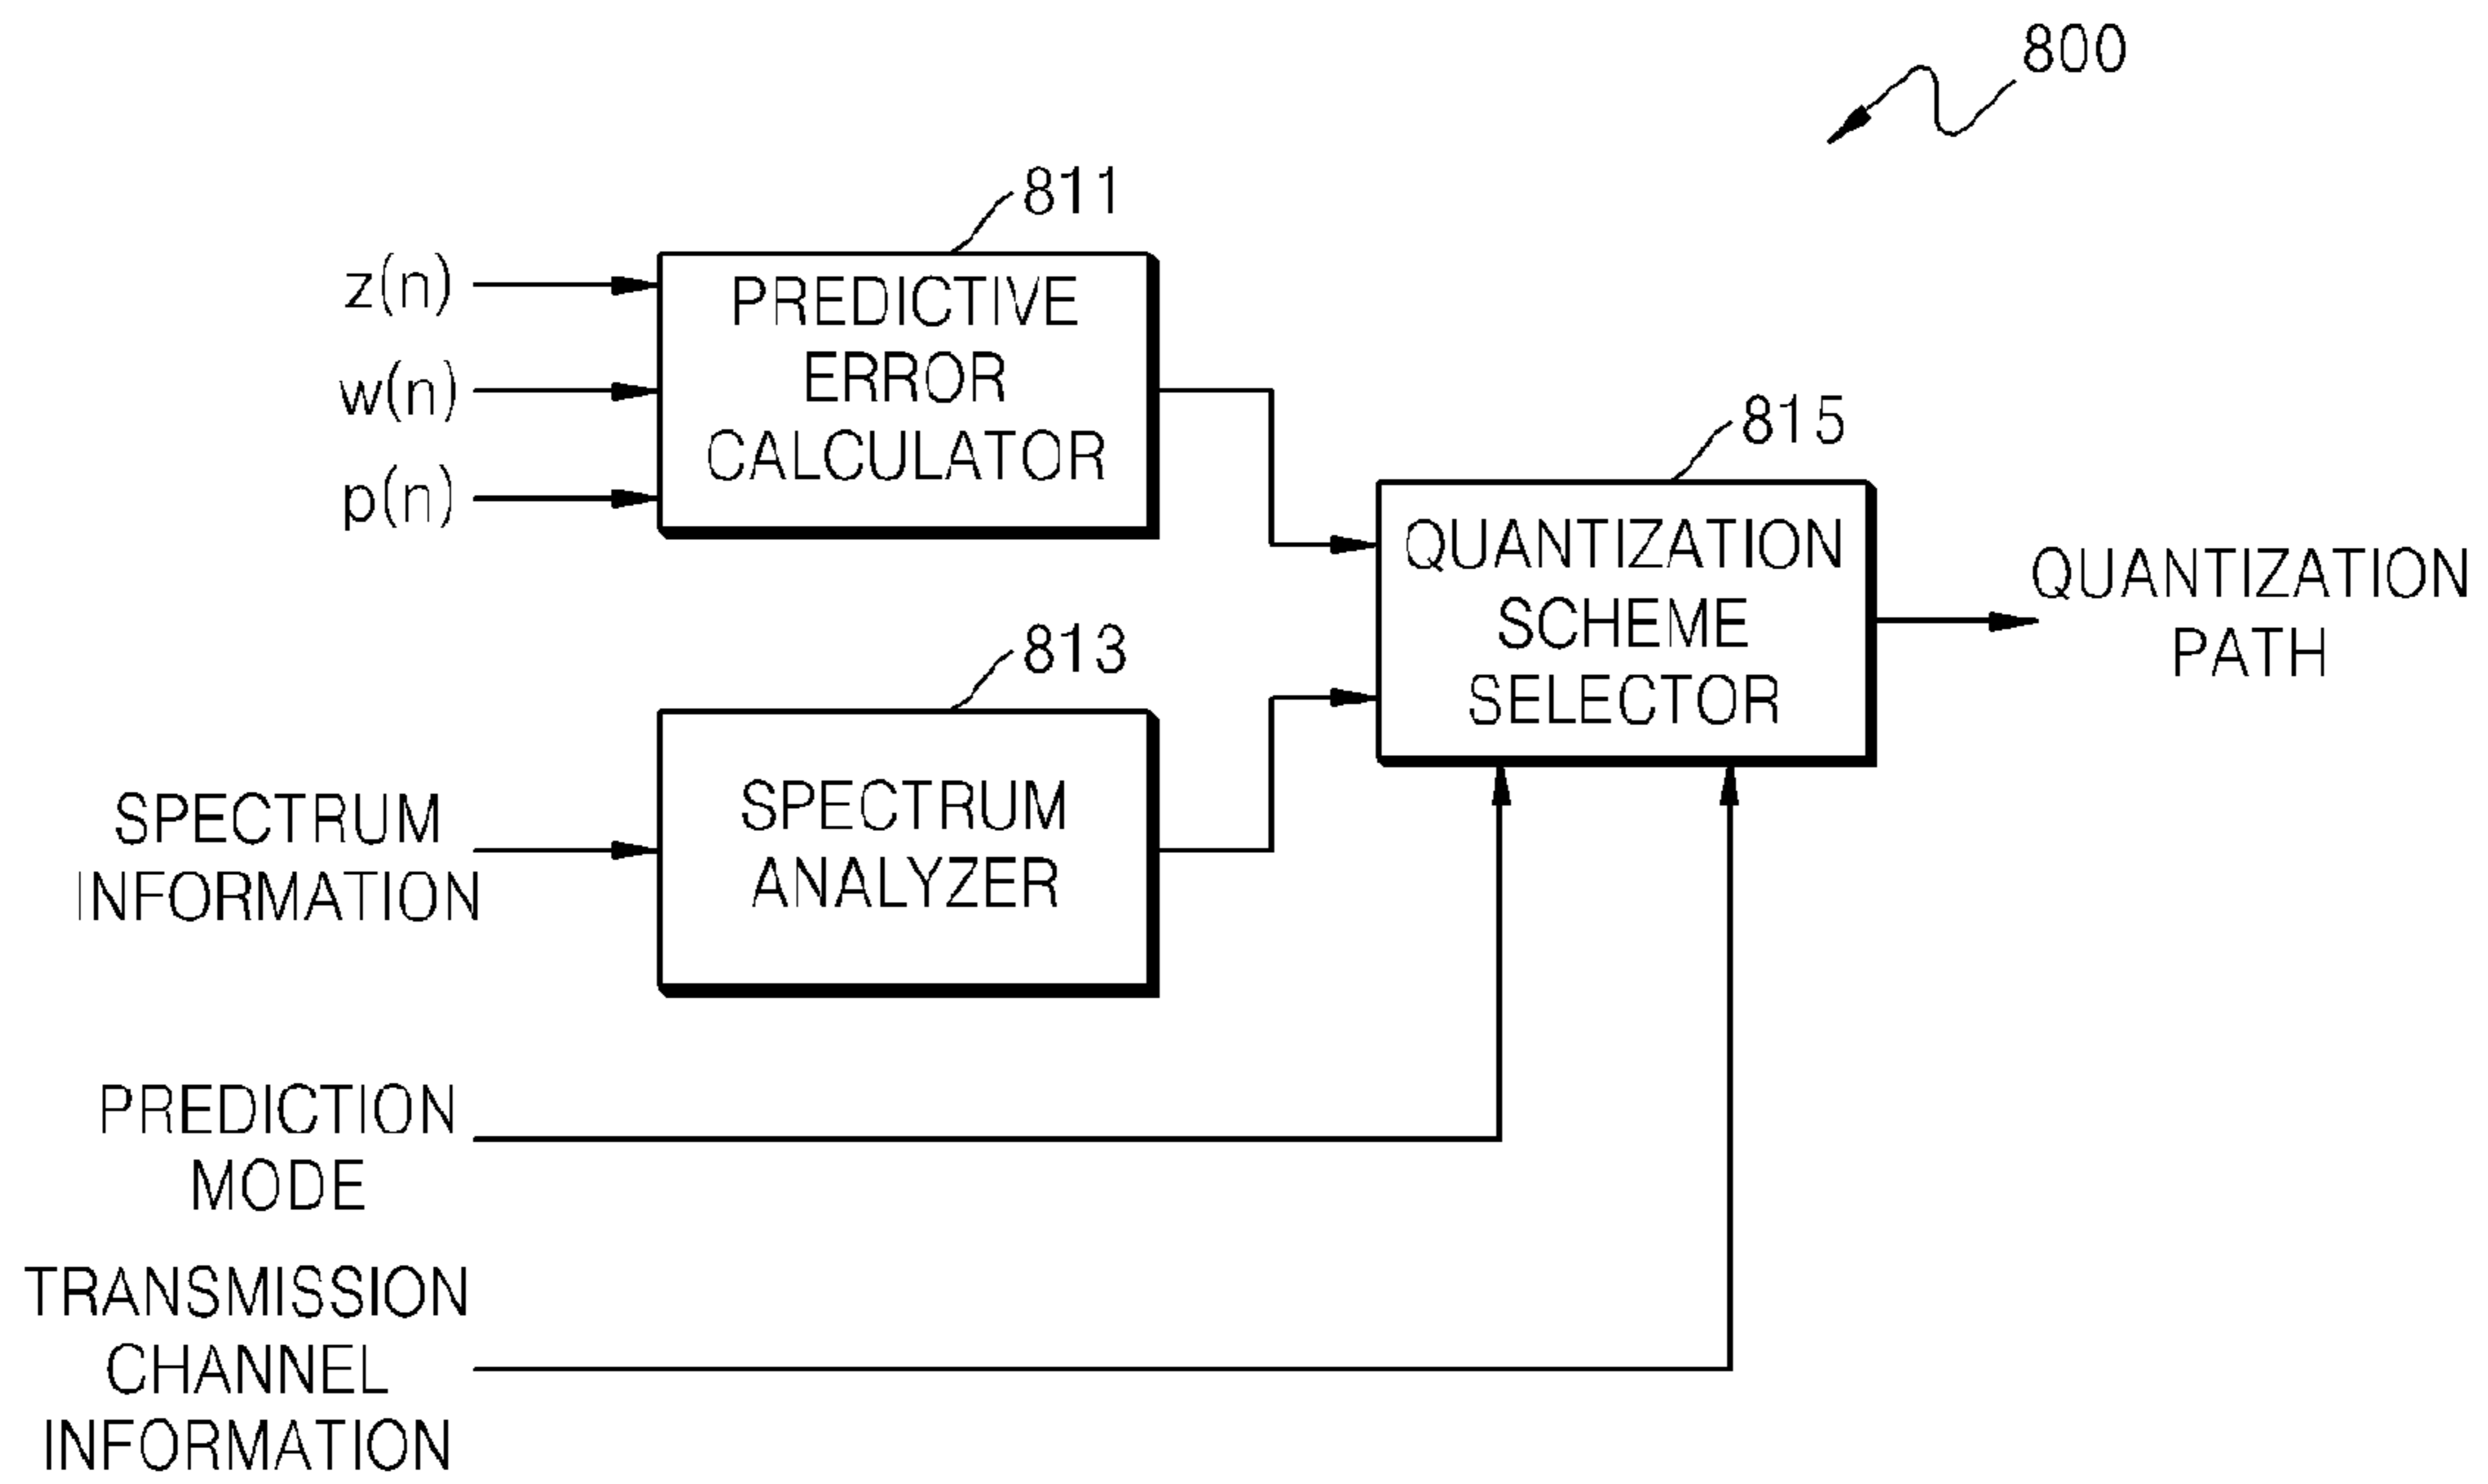 800
811
z(n)
w(n)
p(n)
PREDICTIVE
ERROR
CALCULATOR
815
QUANTIZATION
SCHEME
SELECTOR
QUANTIZATION
PATH
813
SPECTRUM
INFORMATION
SPECTRUM
ANALYZER
PREDICTION
MODE
TRANSMISSION
CHANNEL
INFORMATION